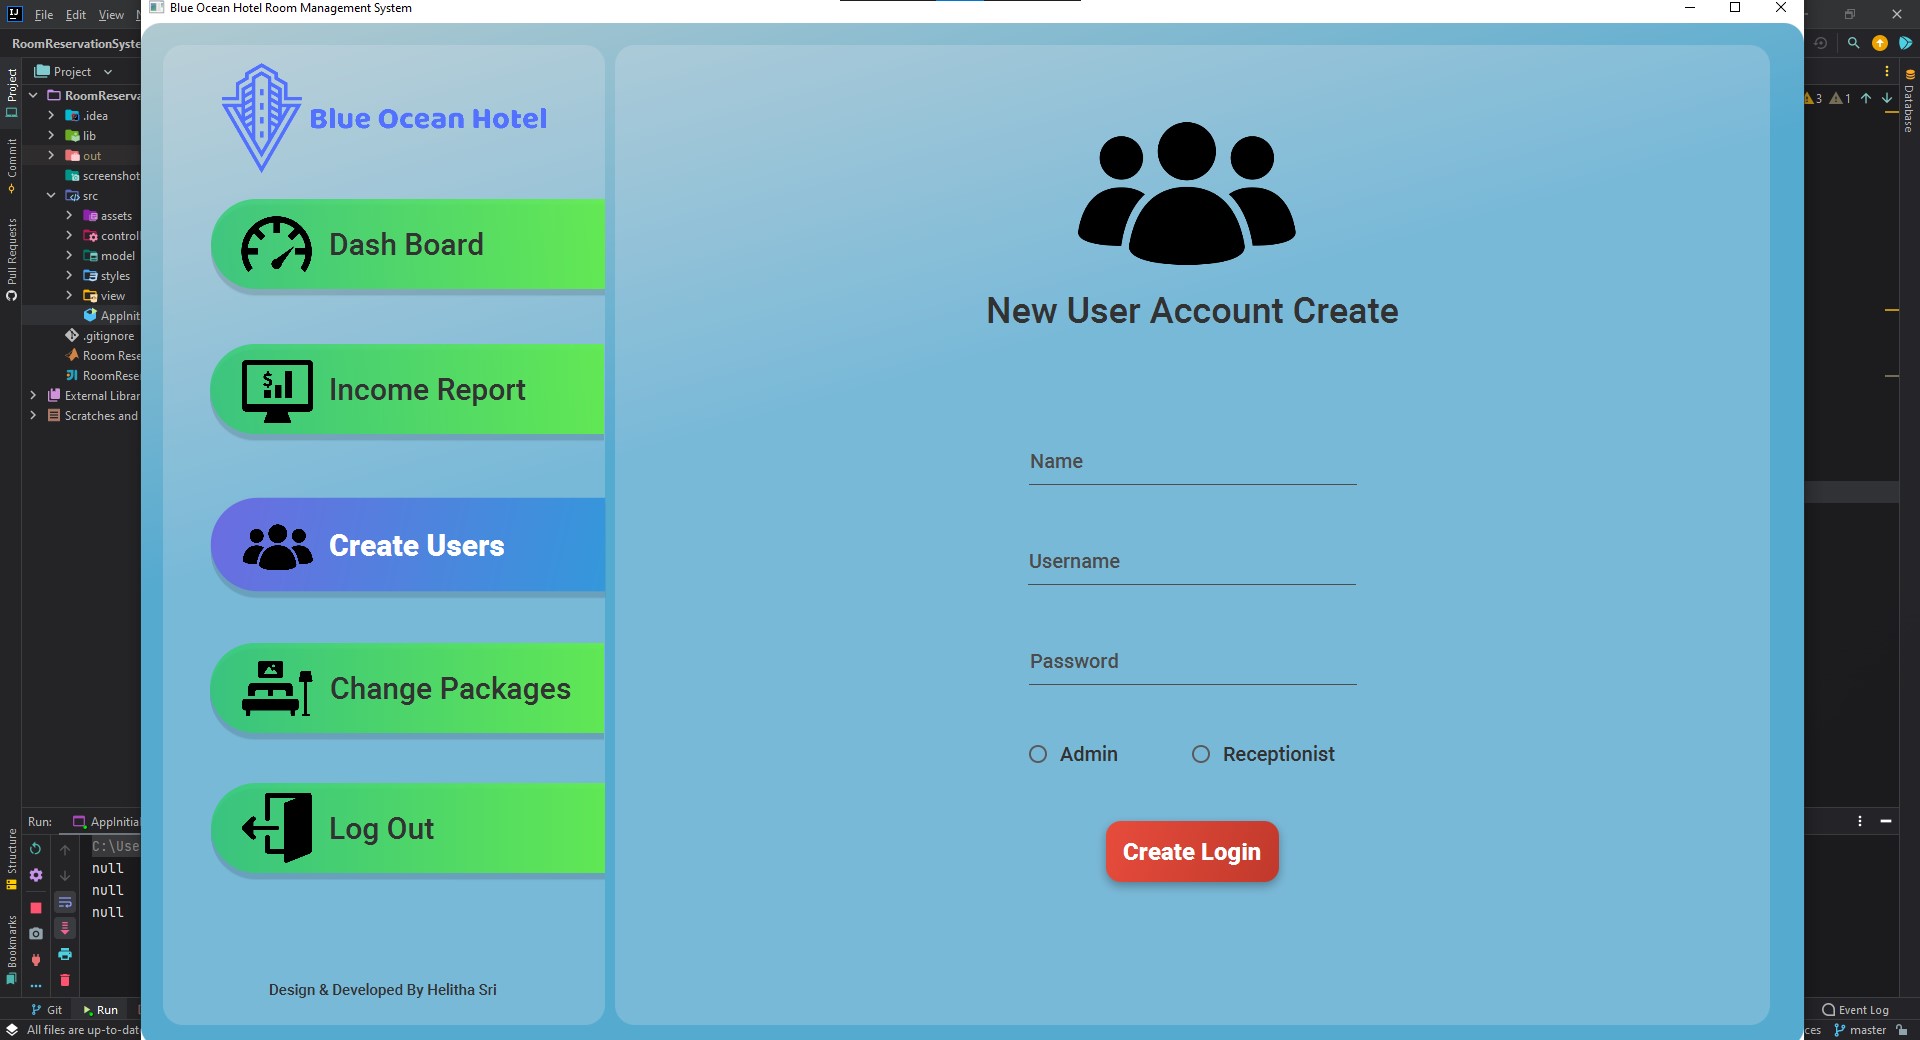 Blue Ocean Hotel Room Management System
File Edit View
RoomReservationSyste
Project
RoomReserva
.idea
lib
out
screenshot
src
assets
control
model
styles
view
AppInit
.gitignore
Room Rese
RoomReser
External Librar
Scratches and
Project
Commit
Pull Requests
Structure
Bookmarks
Blue Ocean Hotel
Dash Board
Income Report
Create Users
Change Packages
Log Out
Design & Developed By Helitha Sri
New User Account Create
Name
Username
Password
Admin Receptionist
Create Login
3 1
Database
Run: AppInitia
C:\Use
null
null
null
Git Run
Event Log
All files are up-to-dat
ces master